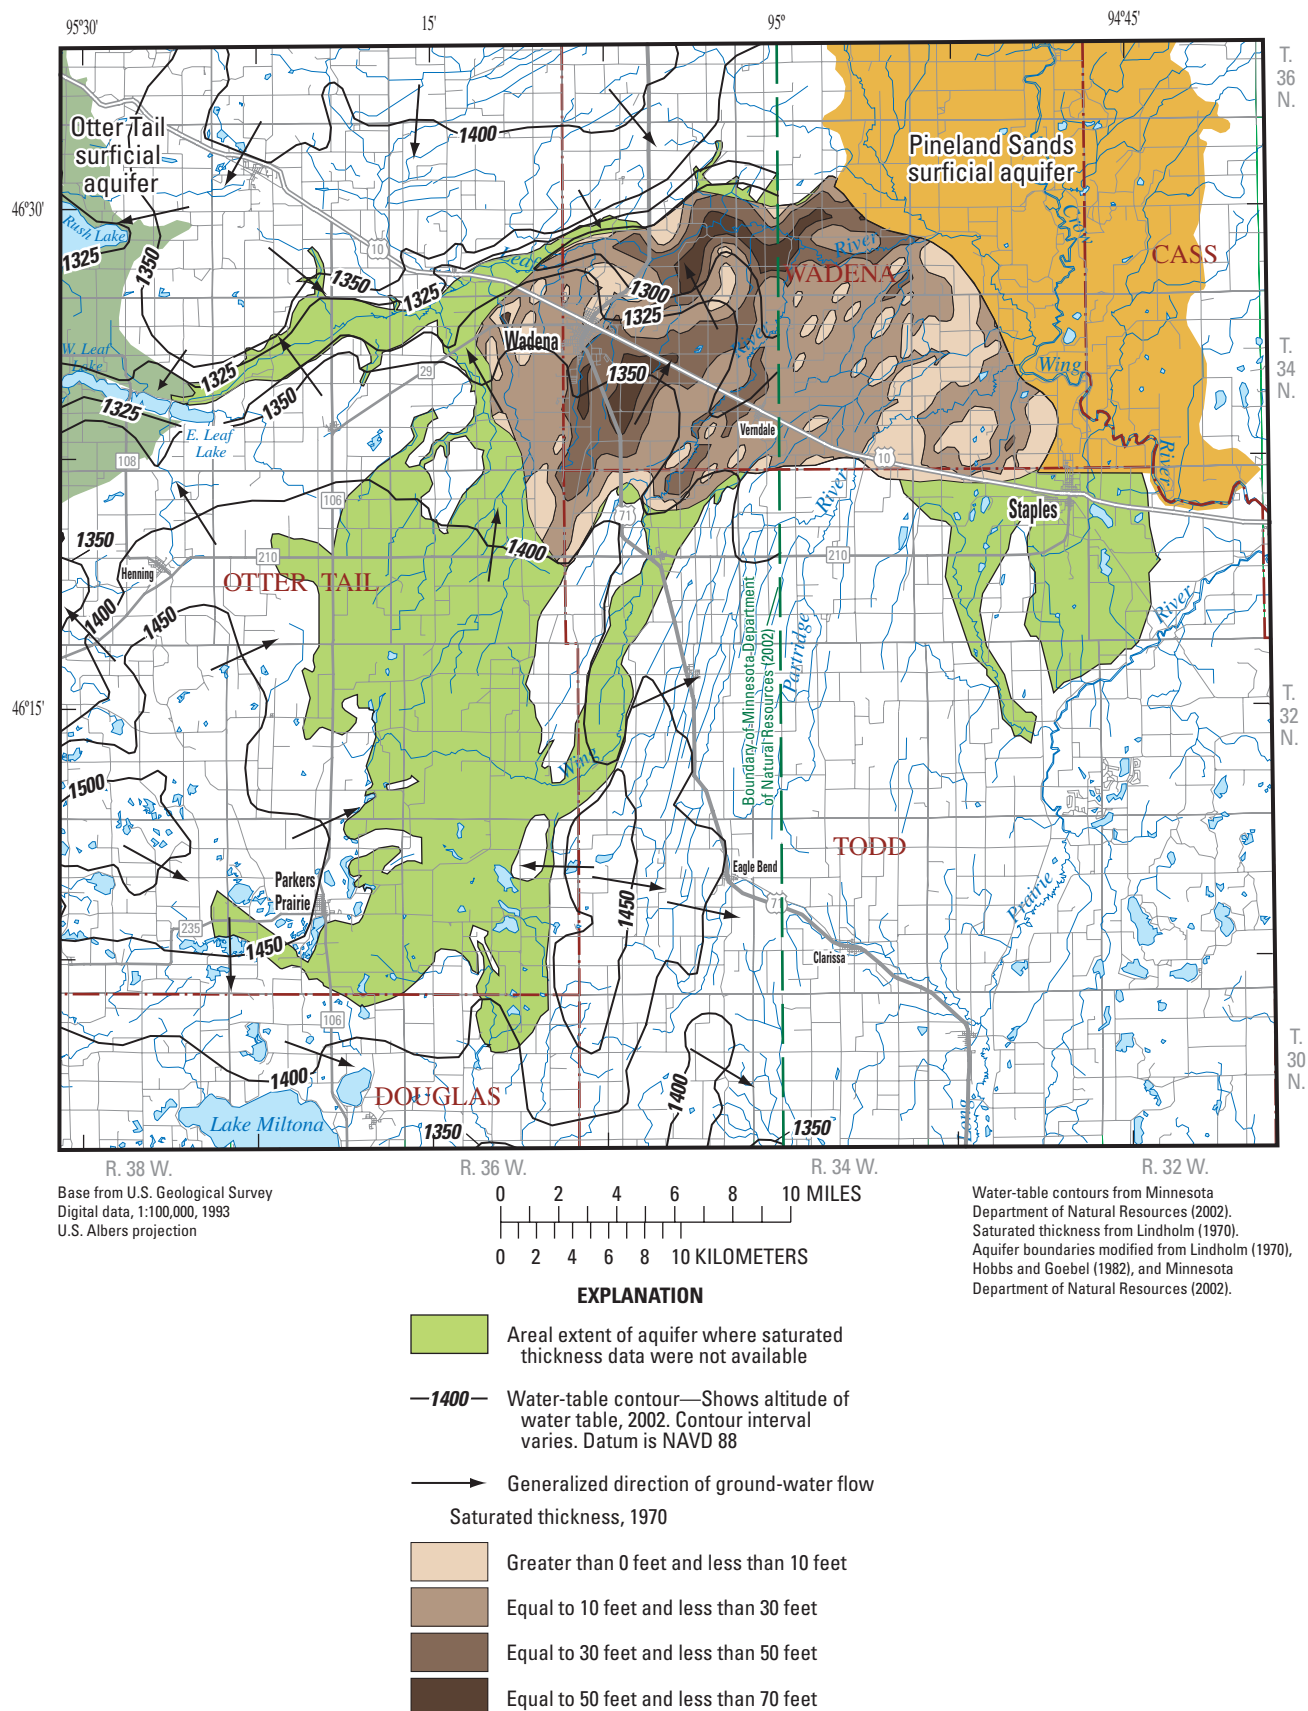 95°30'
15'
95°
94°45'
T.
36
N.
Otter Tail
surficial
aquifer
1400
Pineland Sands
surficial aquifer
46°30'
Rush Lake
1325
1350
10
Leaf
River
Crow
CASS
WADENA
1350
1325
1300
1325
Wadena
River
T.
34
N.
W. Leaf
Lake
1325
1325
1350
29
1350
Wing
E. Leaf
Lake
Verndale
10
River
108
106
River
71
Staples
1350
210
1400
210
Henning
OTTER TAIL
1400
1450
Boundary of Minnesota Department
of Natural Resources (2002)
Partridge
River
46°15'
T.
32
N.
Wing
1500
TODD
Parkers
Prairie
Eagle Bend
1450
Prairie
235
1450
Clarissa
106
T.
30
N.
1400
1400
DOUGLAS
Lake Miltona
1350
1350
Long
R. 38 W.
R. 36 W.
R. 34 W.
R. 32 W.
Base from U.S. Geological Survey
Digital data, 1:100,000, 1993
U.S. Albers projection
0 2 4 6 8 10 MILES
0 2 4 6 8 10 KILOMETERS
Water-table contours from Minnesota
Department of Natural Resources (2002).
Saturated thickness from Lindholm (1970).
Aquifer boundaries modified from Lindholm (1970),
Hobbs and Goebel (1982), and Minnesota
Department of Natural Resources (2002).
EXPLANATION
Areal extent of aquifer where saturated
thickness data were not available
1400
Water-table contour—Shows altitude of
water table, 2002. Contour interval
varies. Datum is NAVD 88
Generalized direction of ground-water flow
Saturated thickness, 1970
Greater than 0 feet and less than 10 feet
Equal to 10 feet and less than 30 feet
Equal to 30 feet and less than 50 feet
Equal to 50 feet and less than 70 feet